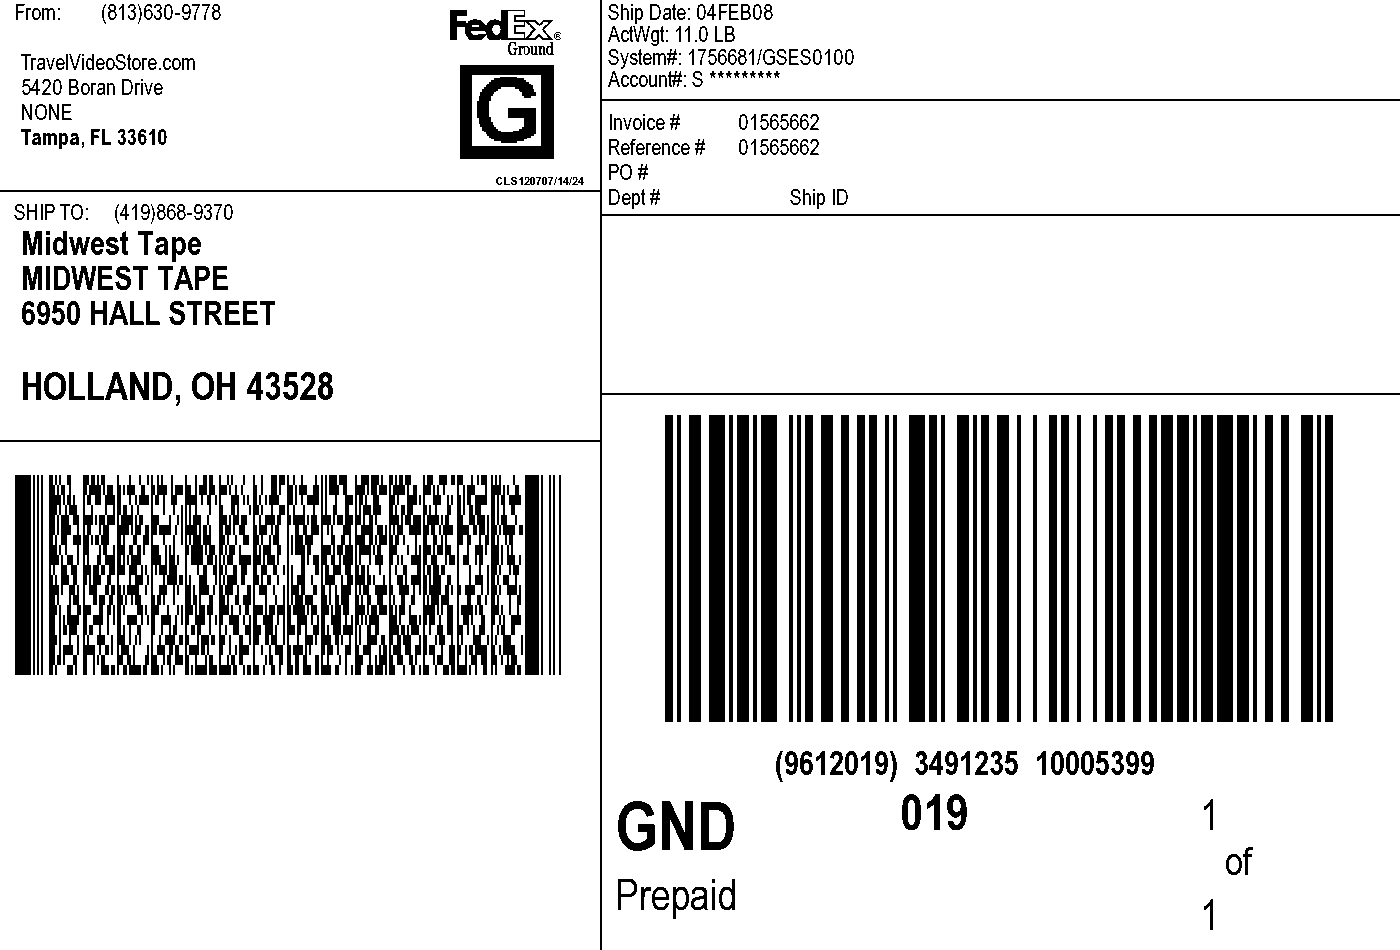 From: (813)630-9778
TravelVideoStore.com
5420 Boran Drive
NONE
Tampa, FL 33610
FedEx®
Ground
G
CLS120707/14/24
Ship Date: 04FEB08
ActWgt: 11.0 LB
System#: 1756681/GSES0100
Account#: S *********
Invoice # 01565662
Reference # 01565662
PO #
Dept # Ship ID
SHIP TO: (419)868-9370
Midwest Tape
MIDWEST TAPE
6950 HALL STREET
HOLLAND, OH 43528
(9612019) 3491235 10005399
GND 019 1
of
Prepaid 1